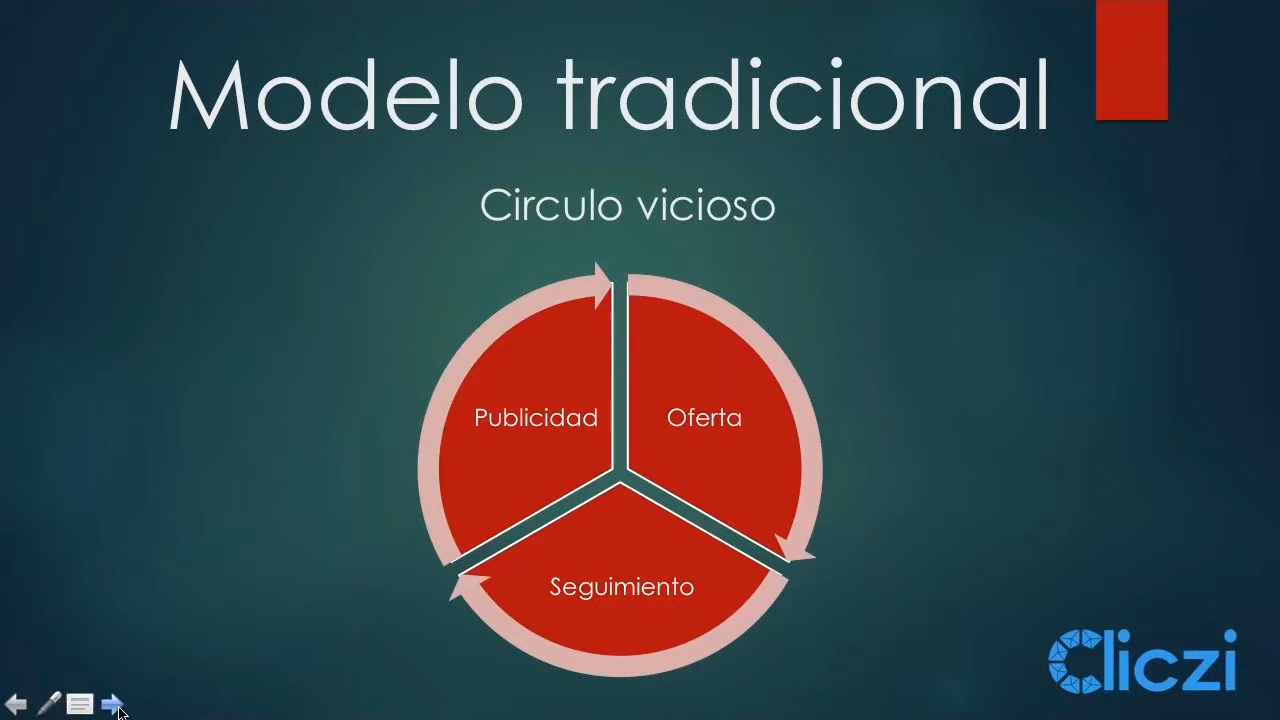 Modelo tradicional
Circulo vicioso
Publicidad
Oferta
Seguimiento
Cliczi